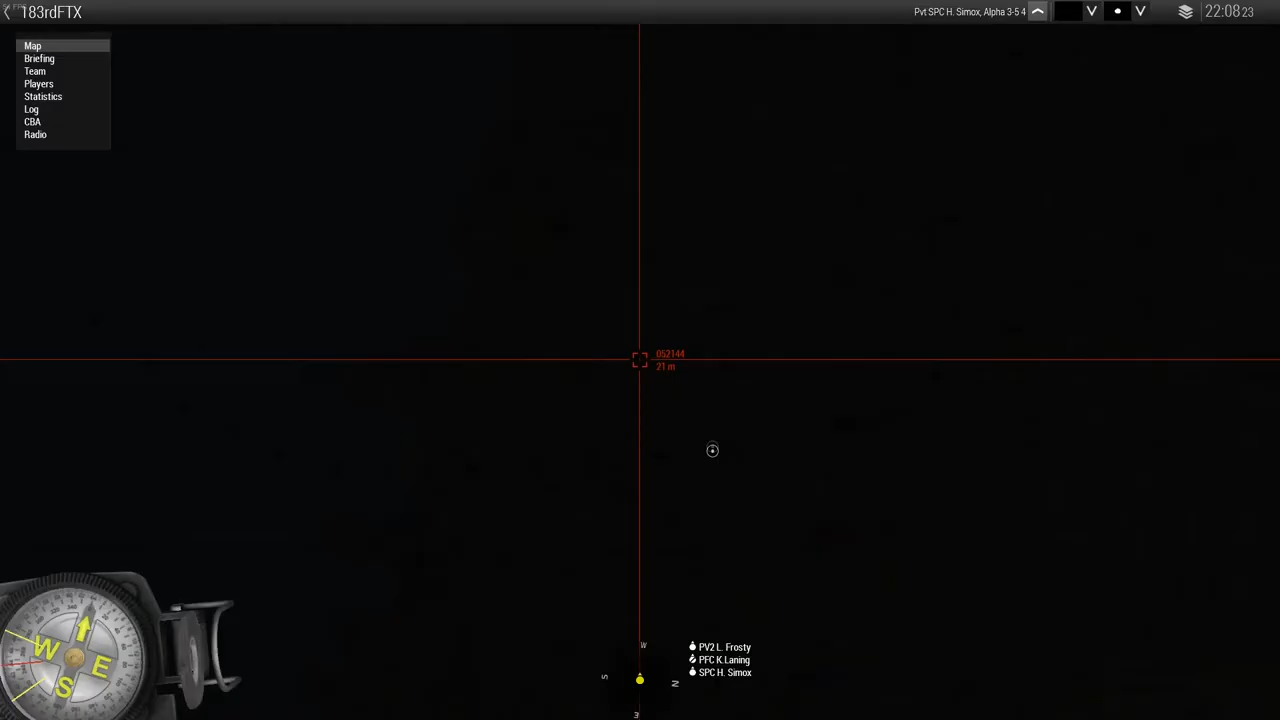 183rdFTX
Pvt SPC H. Simox, Alpha 3-5 4
22:08 23
Map
Briefing
Team
Players
Statistics
Log
CBA
Radio
052144
21 m
W
E
S
W
S
N
3
PV2 L. Frosty
PFC K.Laning
SPC H. Simox